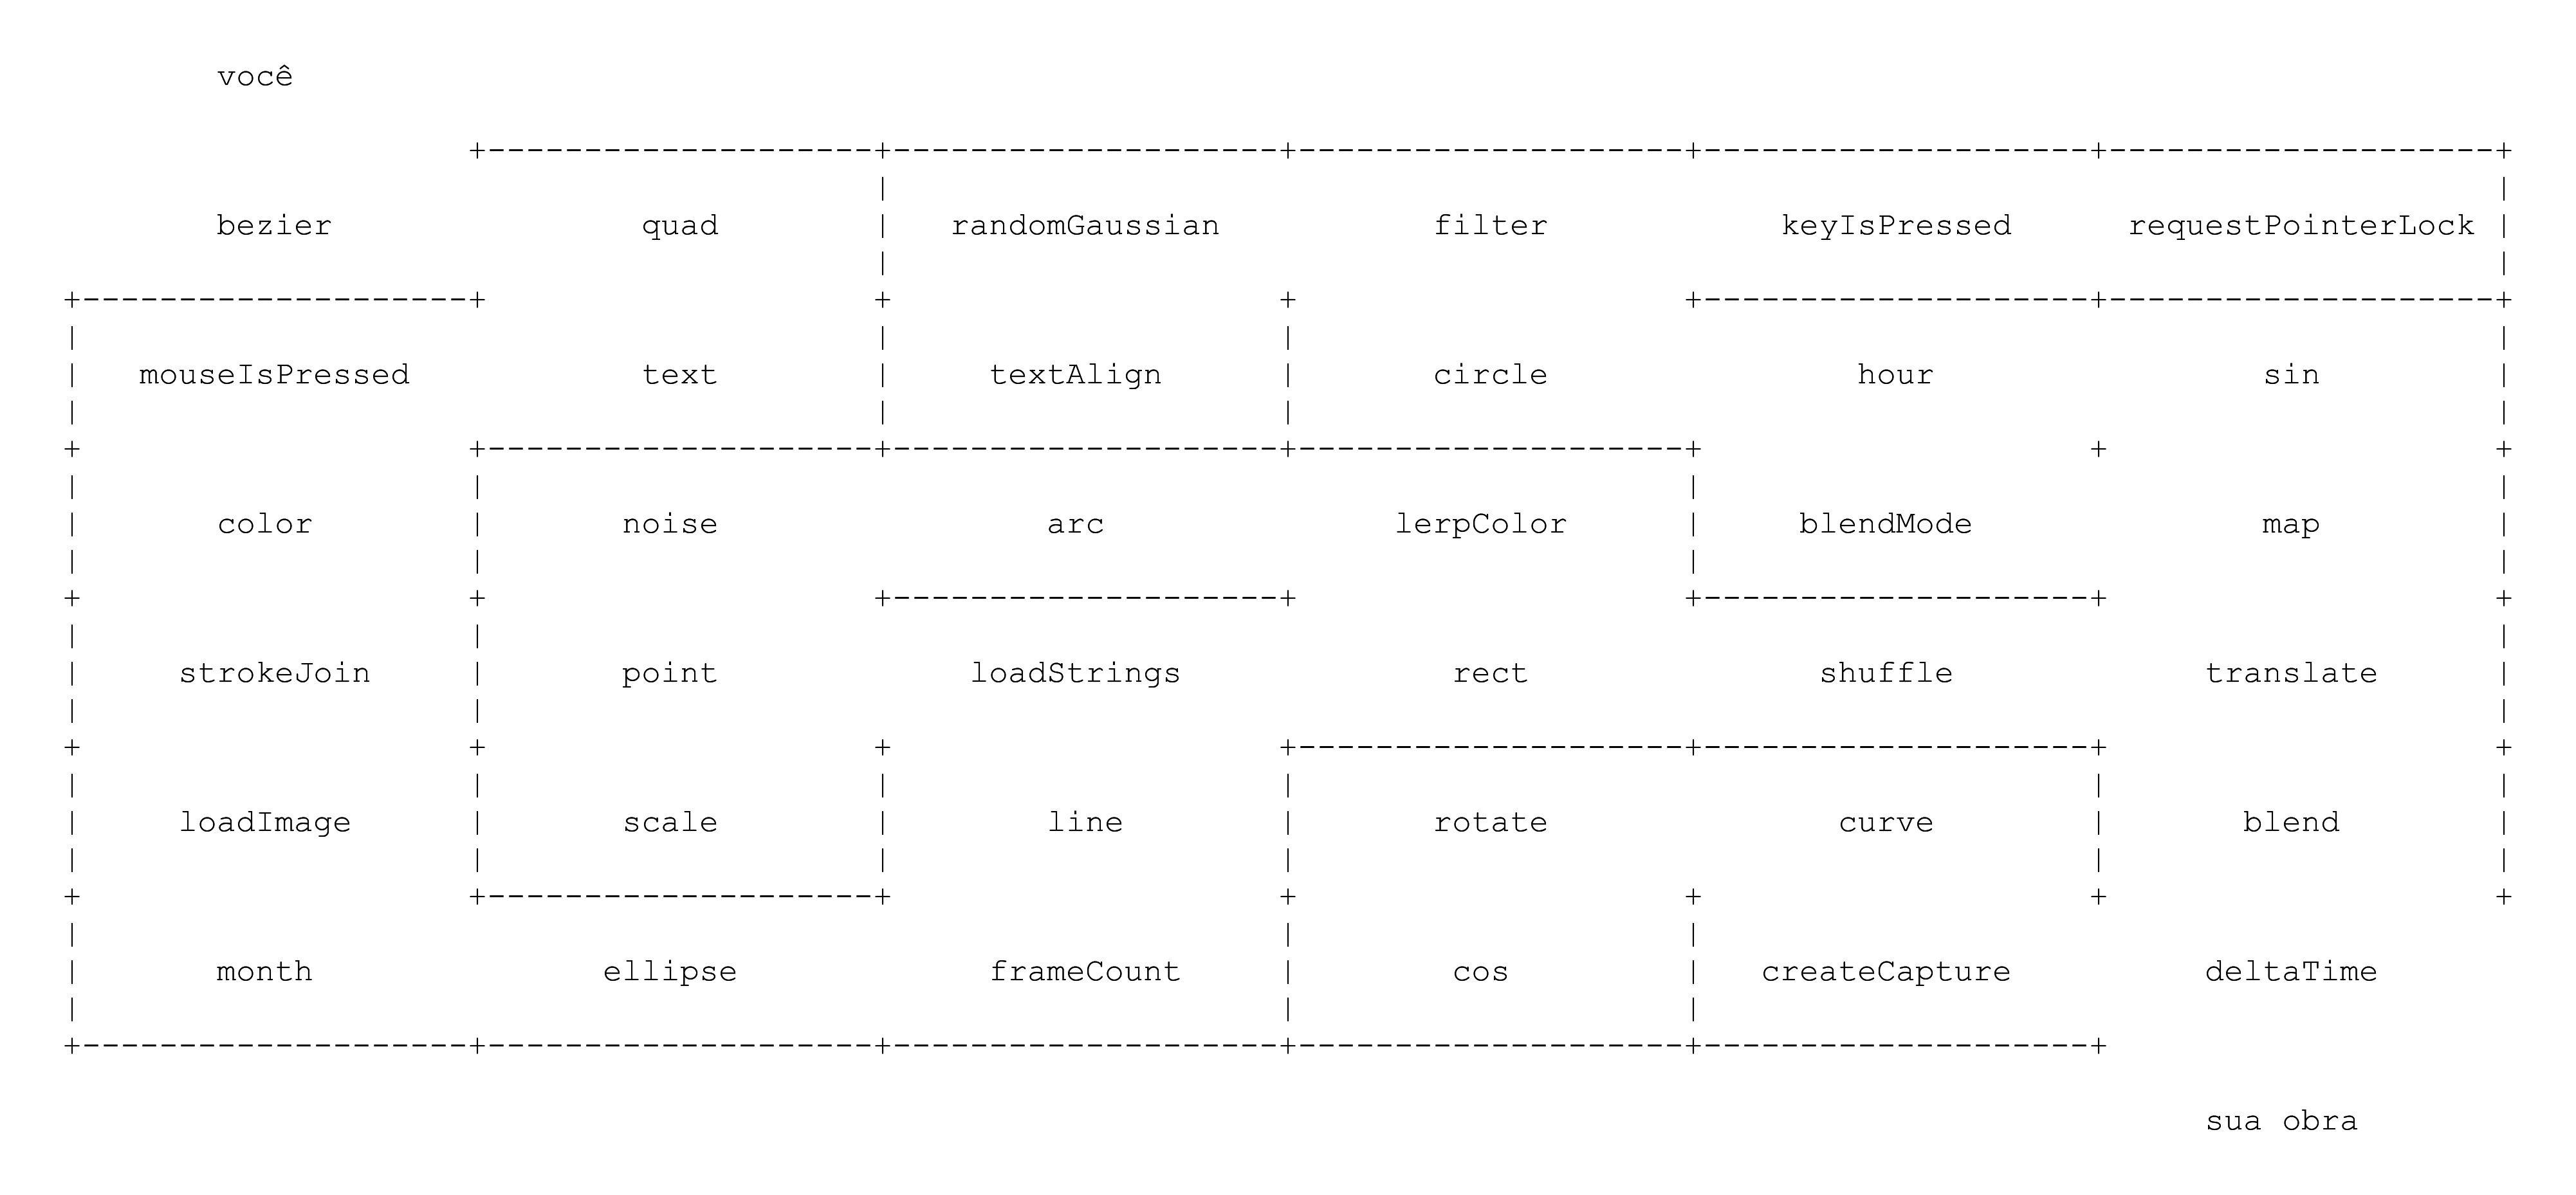 você
bezier quad randomGaussian filter keyIsPressed requestPointerLock
mouseIsPressed text textAlign circle hour sin
color noise arc lerpColor blendMode map
strokeJoin point loadStrings rect shuffle translate
loadImage scale line rotate curve blend
month ellipse frameCount cos createCapture deltaTime
sua obra